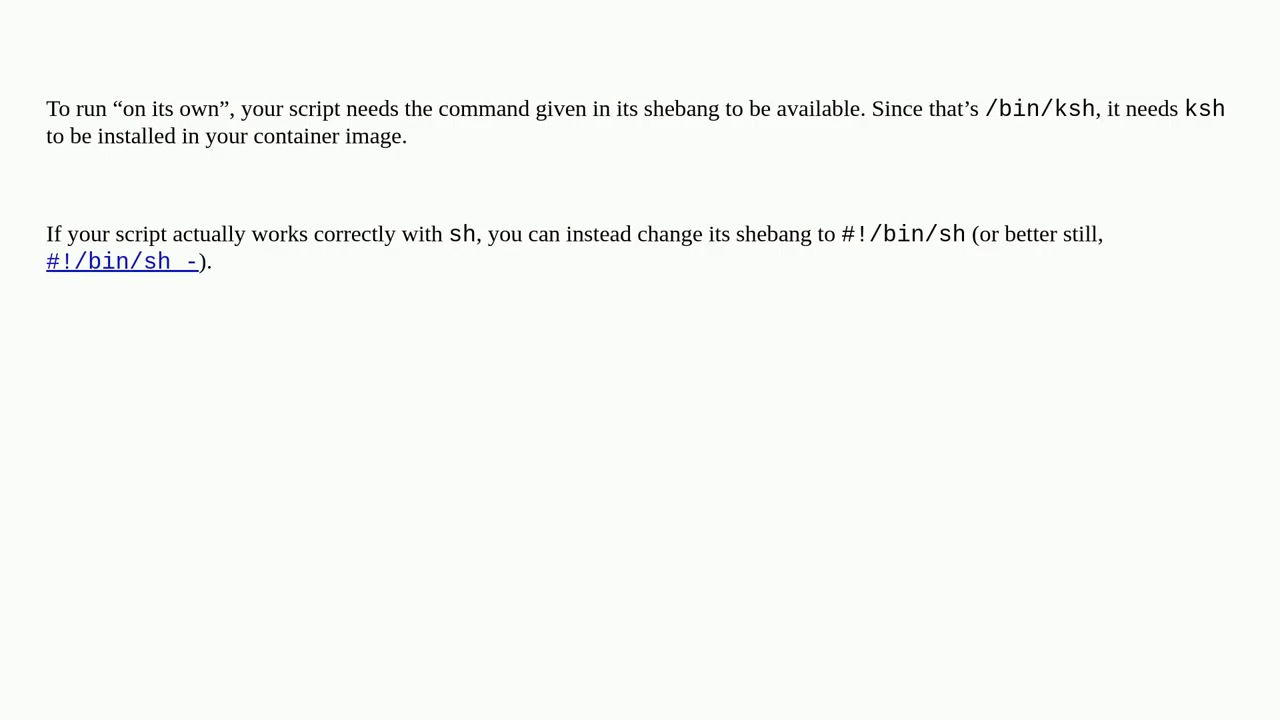 To run “on its own”, your script needs the command given in its shebang to be available. Since that’s /bin/ksh, it needs ksh
to be installed in your container image.
If your script actually works correctly with sh, you can instead change its shebang to #!/bin/sh (or better still,
#!/bin/sh -).